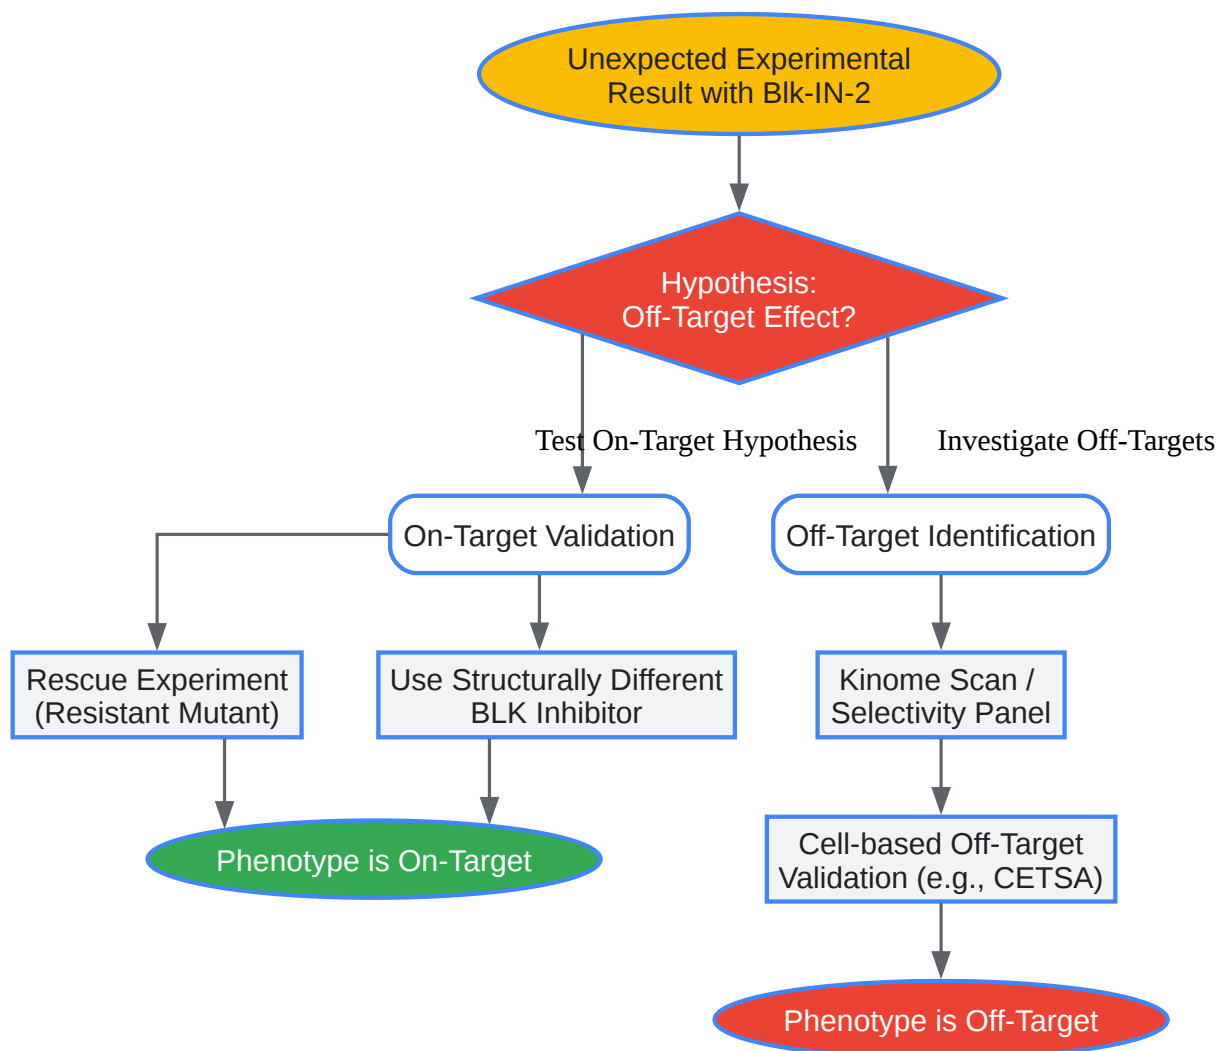 Unexpected Experimental
Result with Blk-IN-2
Hypothesis:
Off-Target Effect?
Test On-Target Hypothesis
Investigate Off-Targets
On-Target Validation
Off-Target Identification
Rescue Experiment
(Resistant Mutant)
Use Structurally Different
BLK Inhibitor
Kinome Scan /
Selectivity Panel
Phenotype is On-Target
Cell-based Off-Target
Validation (e.g., CETSA)
Phenotype is Off-Target